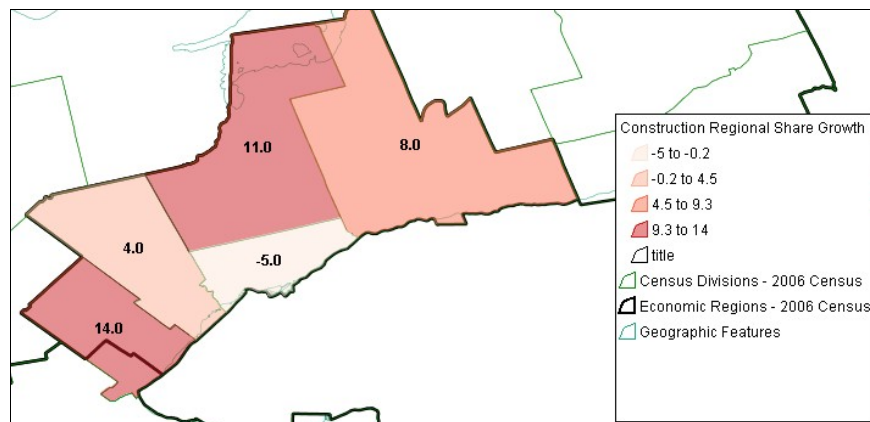 11.0
8.0
4.0
-5.0
14.0
Construction Regional Share Growth
-5 to -0.2
-0.2 to 4.5
4.5 to 9.3
9.3 to 14
title
Census Divisions - 2006 Census
Economic Regions - 2006 Census
Geographic Features